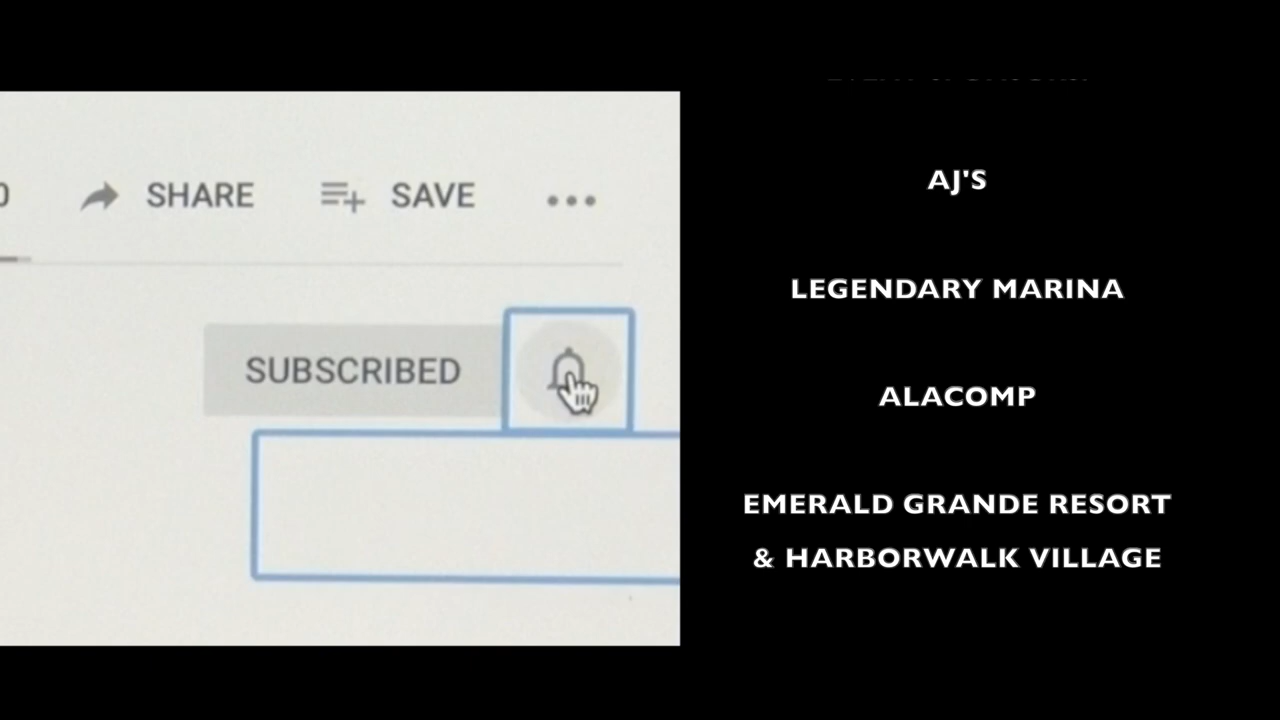 SHARE
SAVE
SUBSCRIBED
AJ'S
LEGENDARY MARINA
ALACOMP
EMERALD GRANDE RESORT
& HARBORWALK VILLAGE